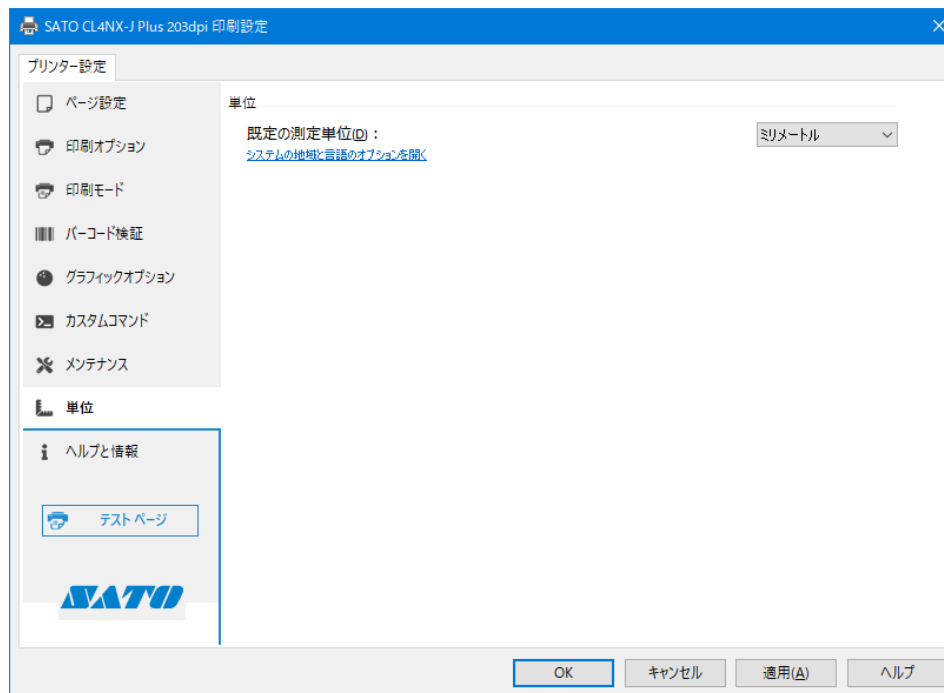 SATO CL4NX-J Plus 203dpi 印刷設定
プリンター設定
ページ設定
印刷オプション
印刷モード
バーコード検証
グラフィックオプション
カスタムコマンド
メンテナンス
単位
ヘルプと情報
テスト ページ
SATO
単位
既定の測定単位(D)：
ミリメートル
システムの地域と言語のオプションを開く
OK
キャンセル
適用(A)
ヘルプ